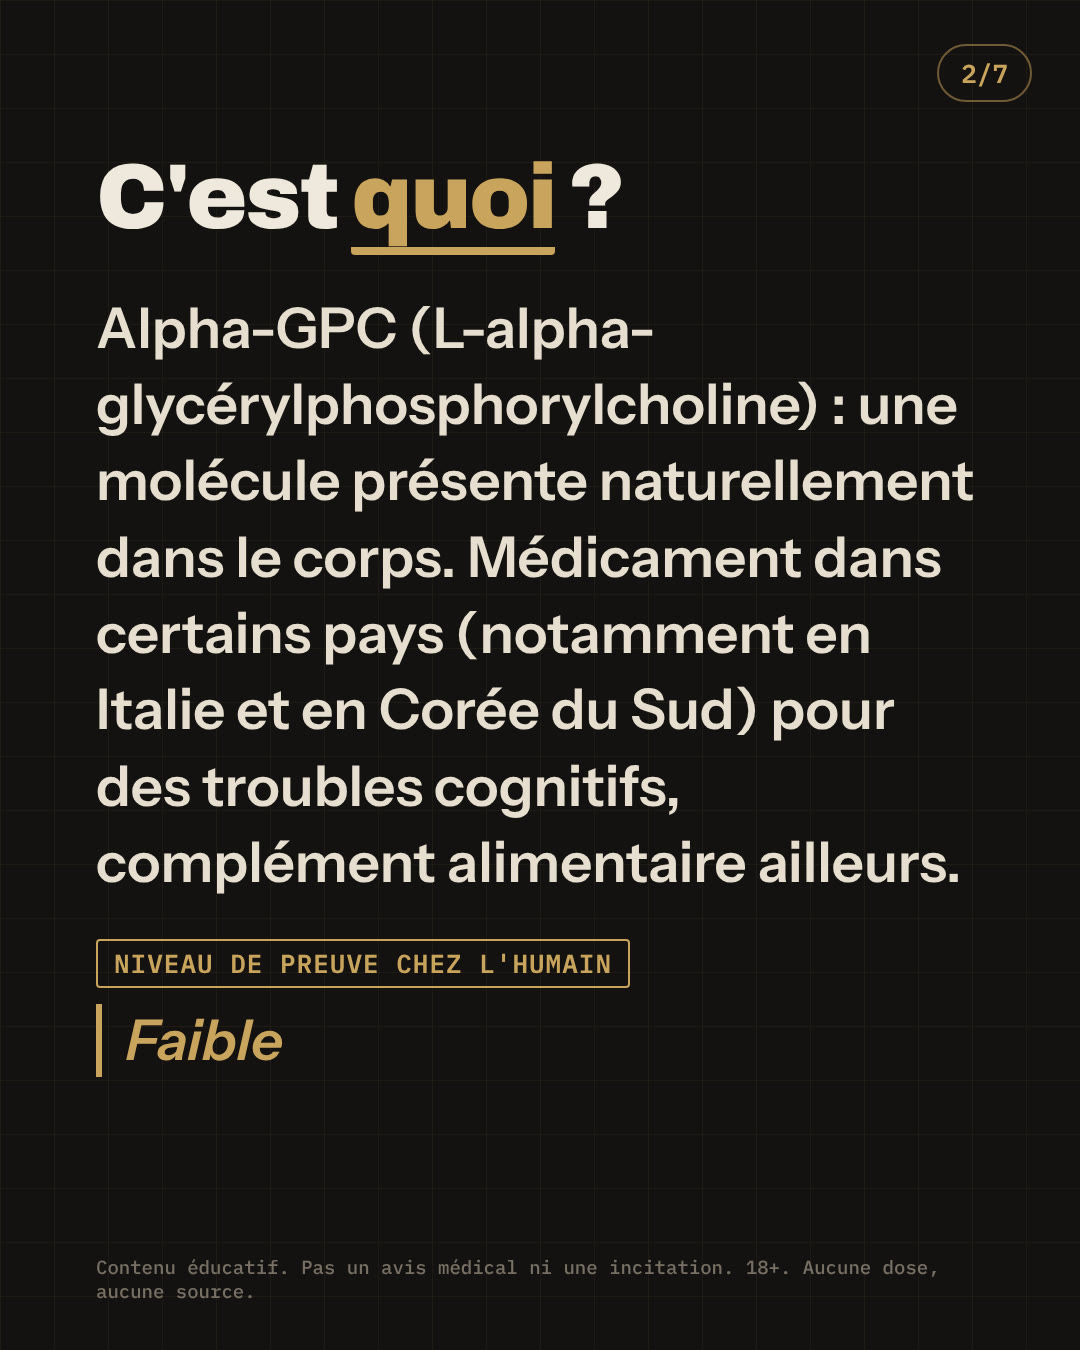 2/7
C'est quoi ?
Alpha-GPC (L-alpha-
glycérylphosphorylcholine) : une
molécule présente naturellement
dans le corps. Médicament dans
certains pays (notamment en
Italie et en Corée du Sud) pour
des troubles cognitifs,
complément alimentaire ailleurs.
NIVEAU DE PREUVE CHEZ L'HUMAIN
Faible
Contenu éducatif. Pas un avis médical ni une incitation. 18+. Aucune dose,
aucune source.